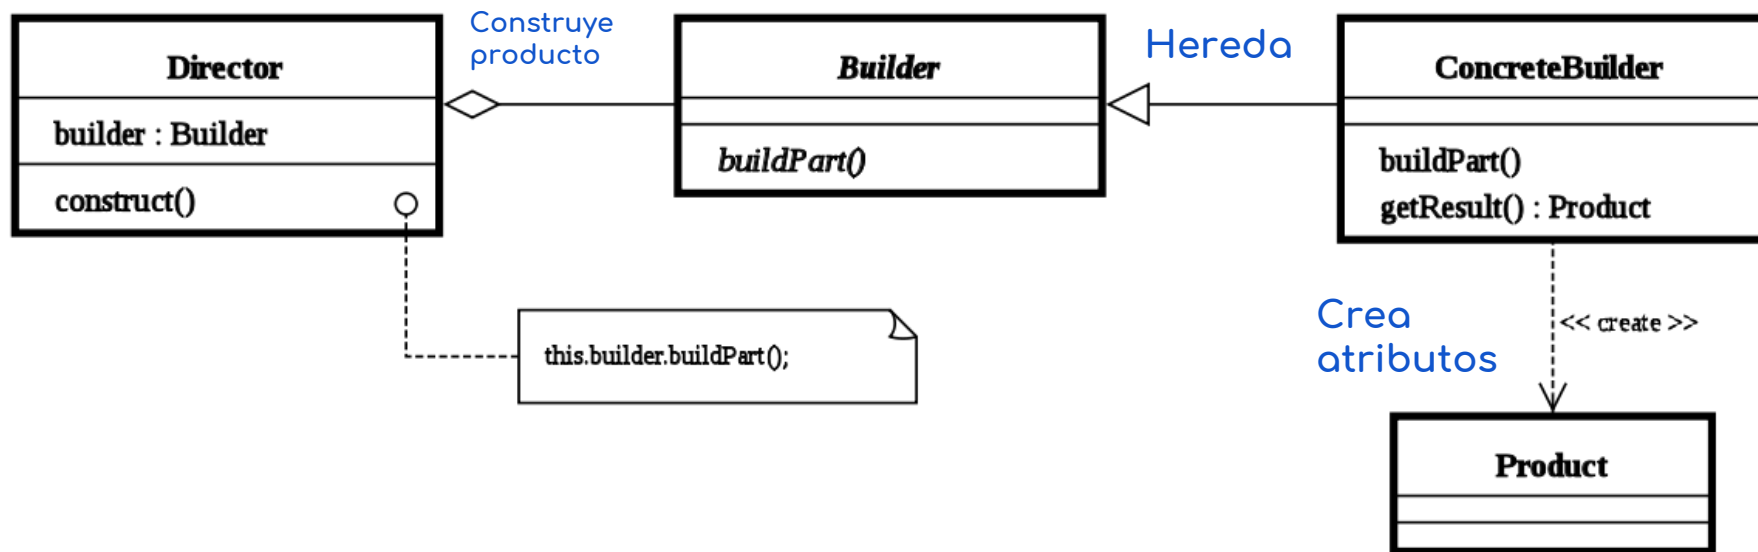 Director
builder : Builder
construct()
Construye
producto
Builder
buildPart()
Hereda
ConcreteBuilder
buildPart()
getResult() : Product
this.builder.buildPart();
Crea
atributos
<< create >>
Product